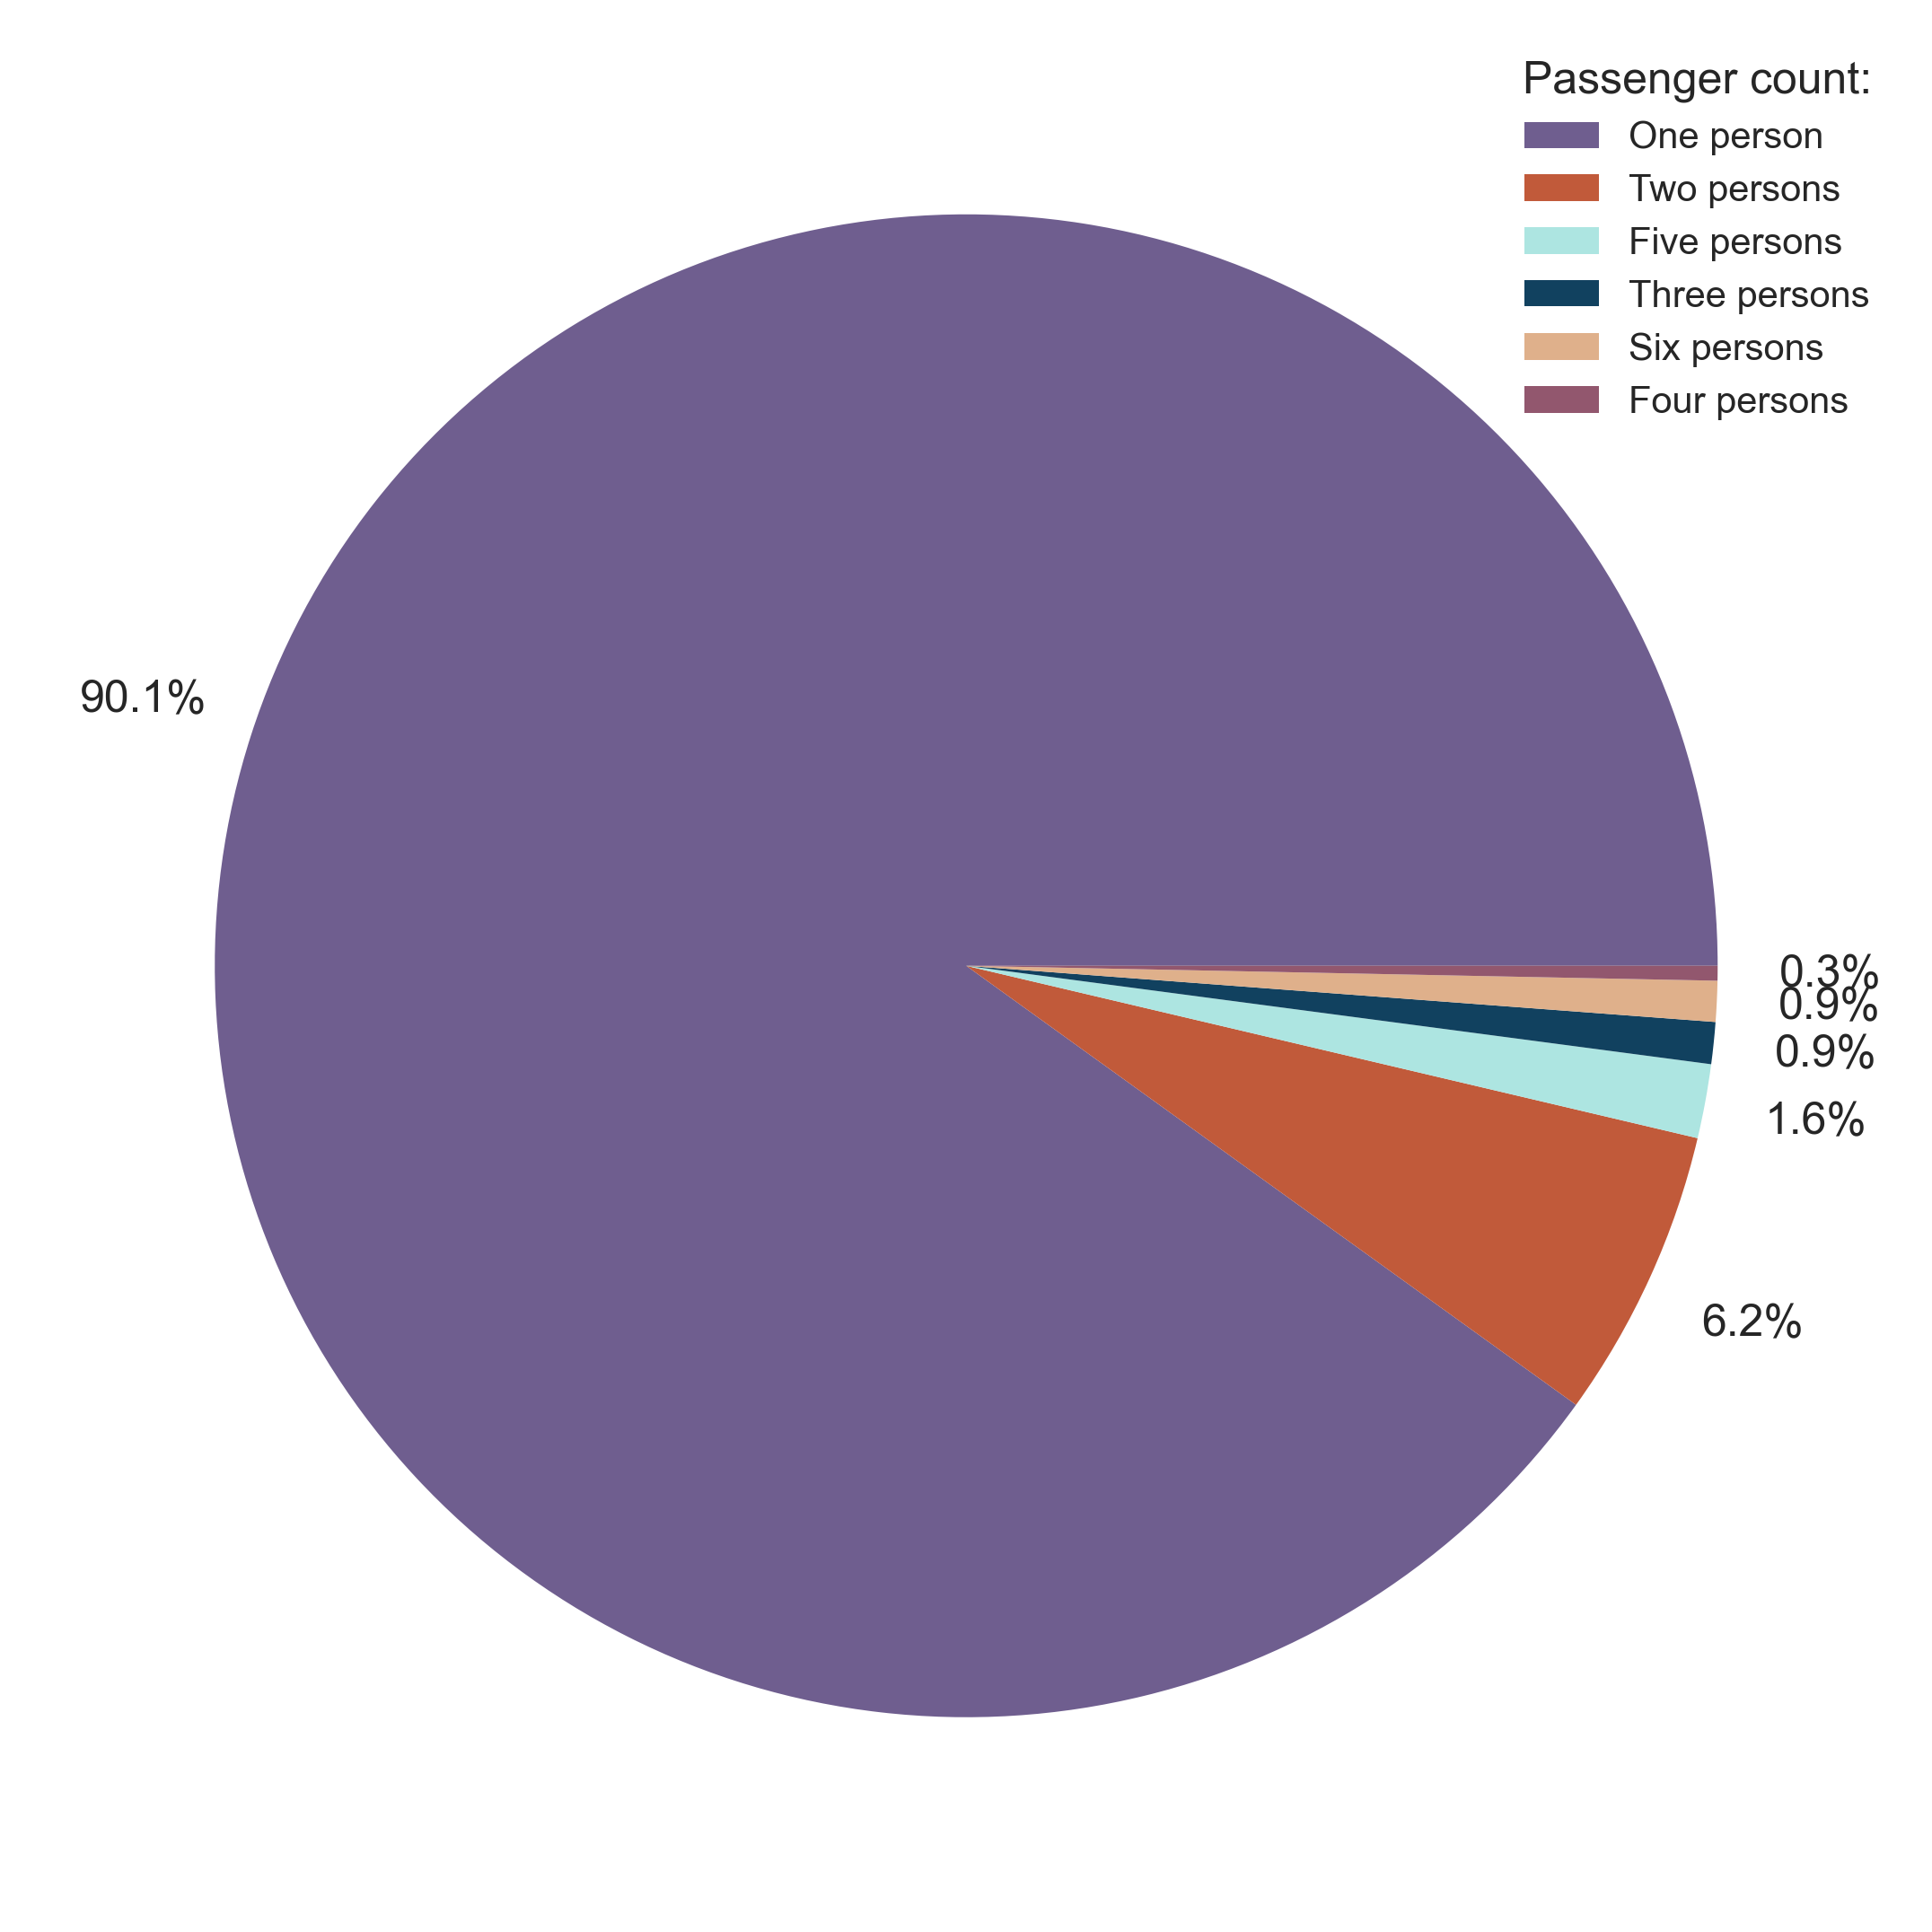 Passenger count:
One person
Two persons
Five persons
Three persons
Six persons
Four persons
90.1%
0.3%
0.9%
0.9%
1.6%
6.2%